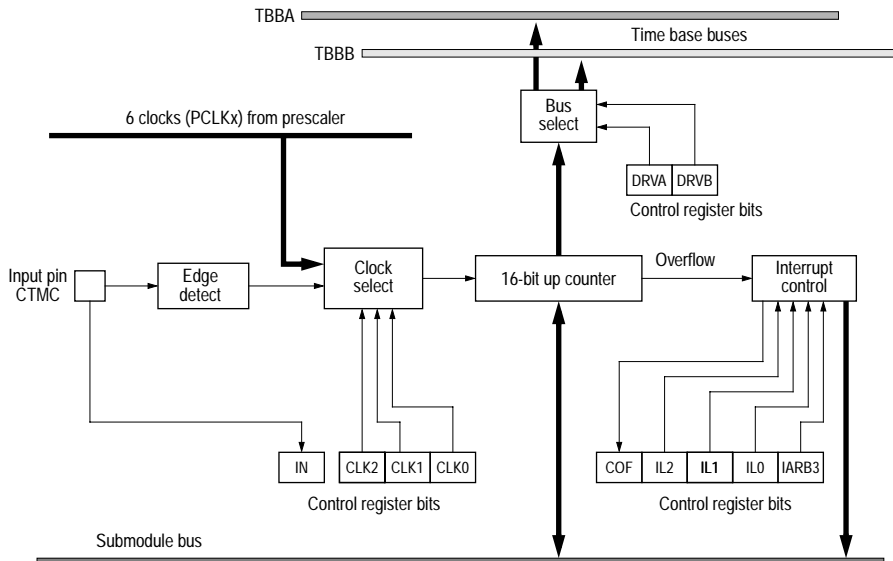 TBBA
Time base buses
TBBB
6 clocks (PCLKx) from prescaler
Bus
select
DRVA DRVB
Control register bits
Input pin
CTMC
Edge
detect
Clock
select
16-bit up counter
Overflow
Interrupt
control
IN
CLK2 CLK1 CLK0
Control register bits
COF IL2 IL1 IL0 IARB3
Control register bits
Submodule bus